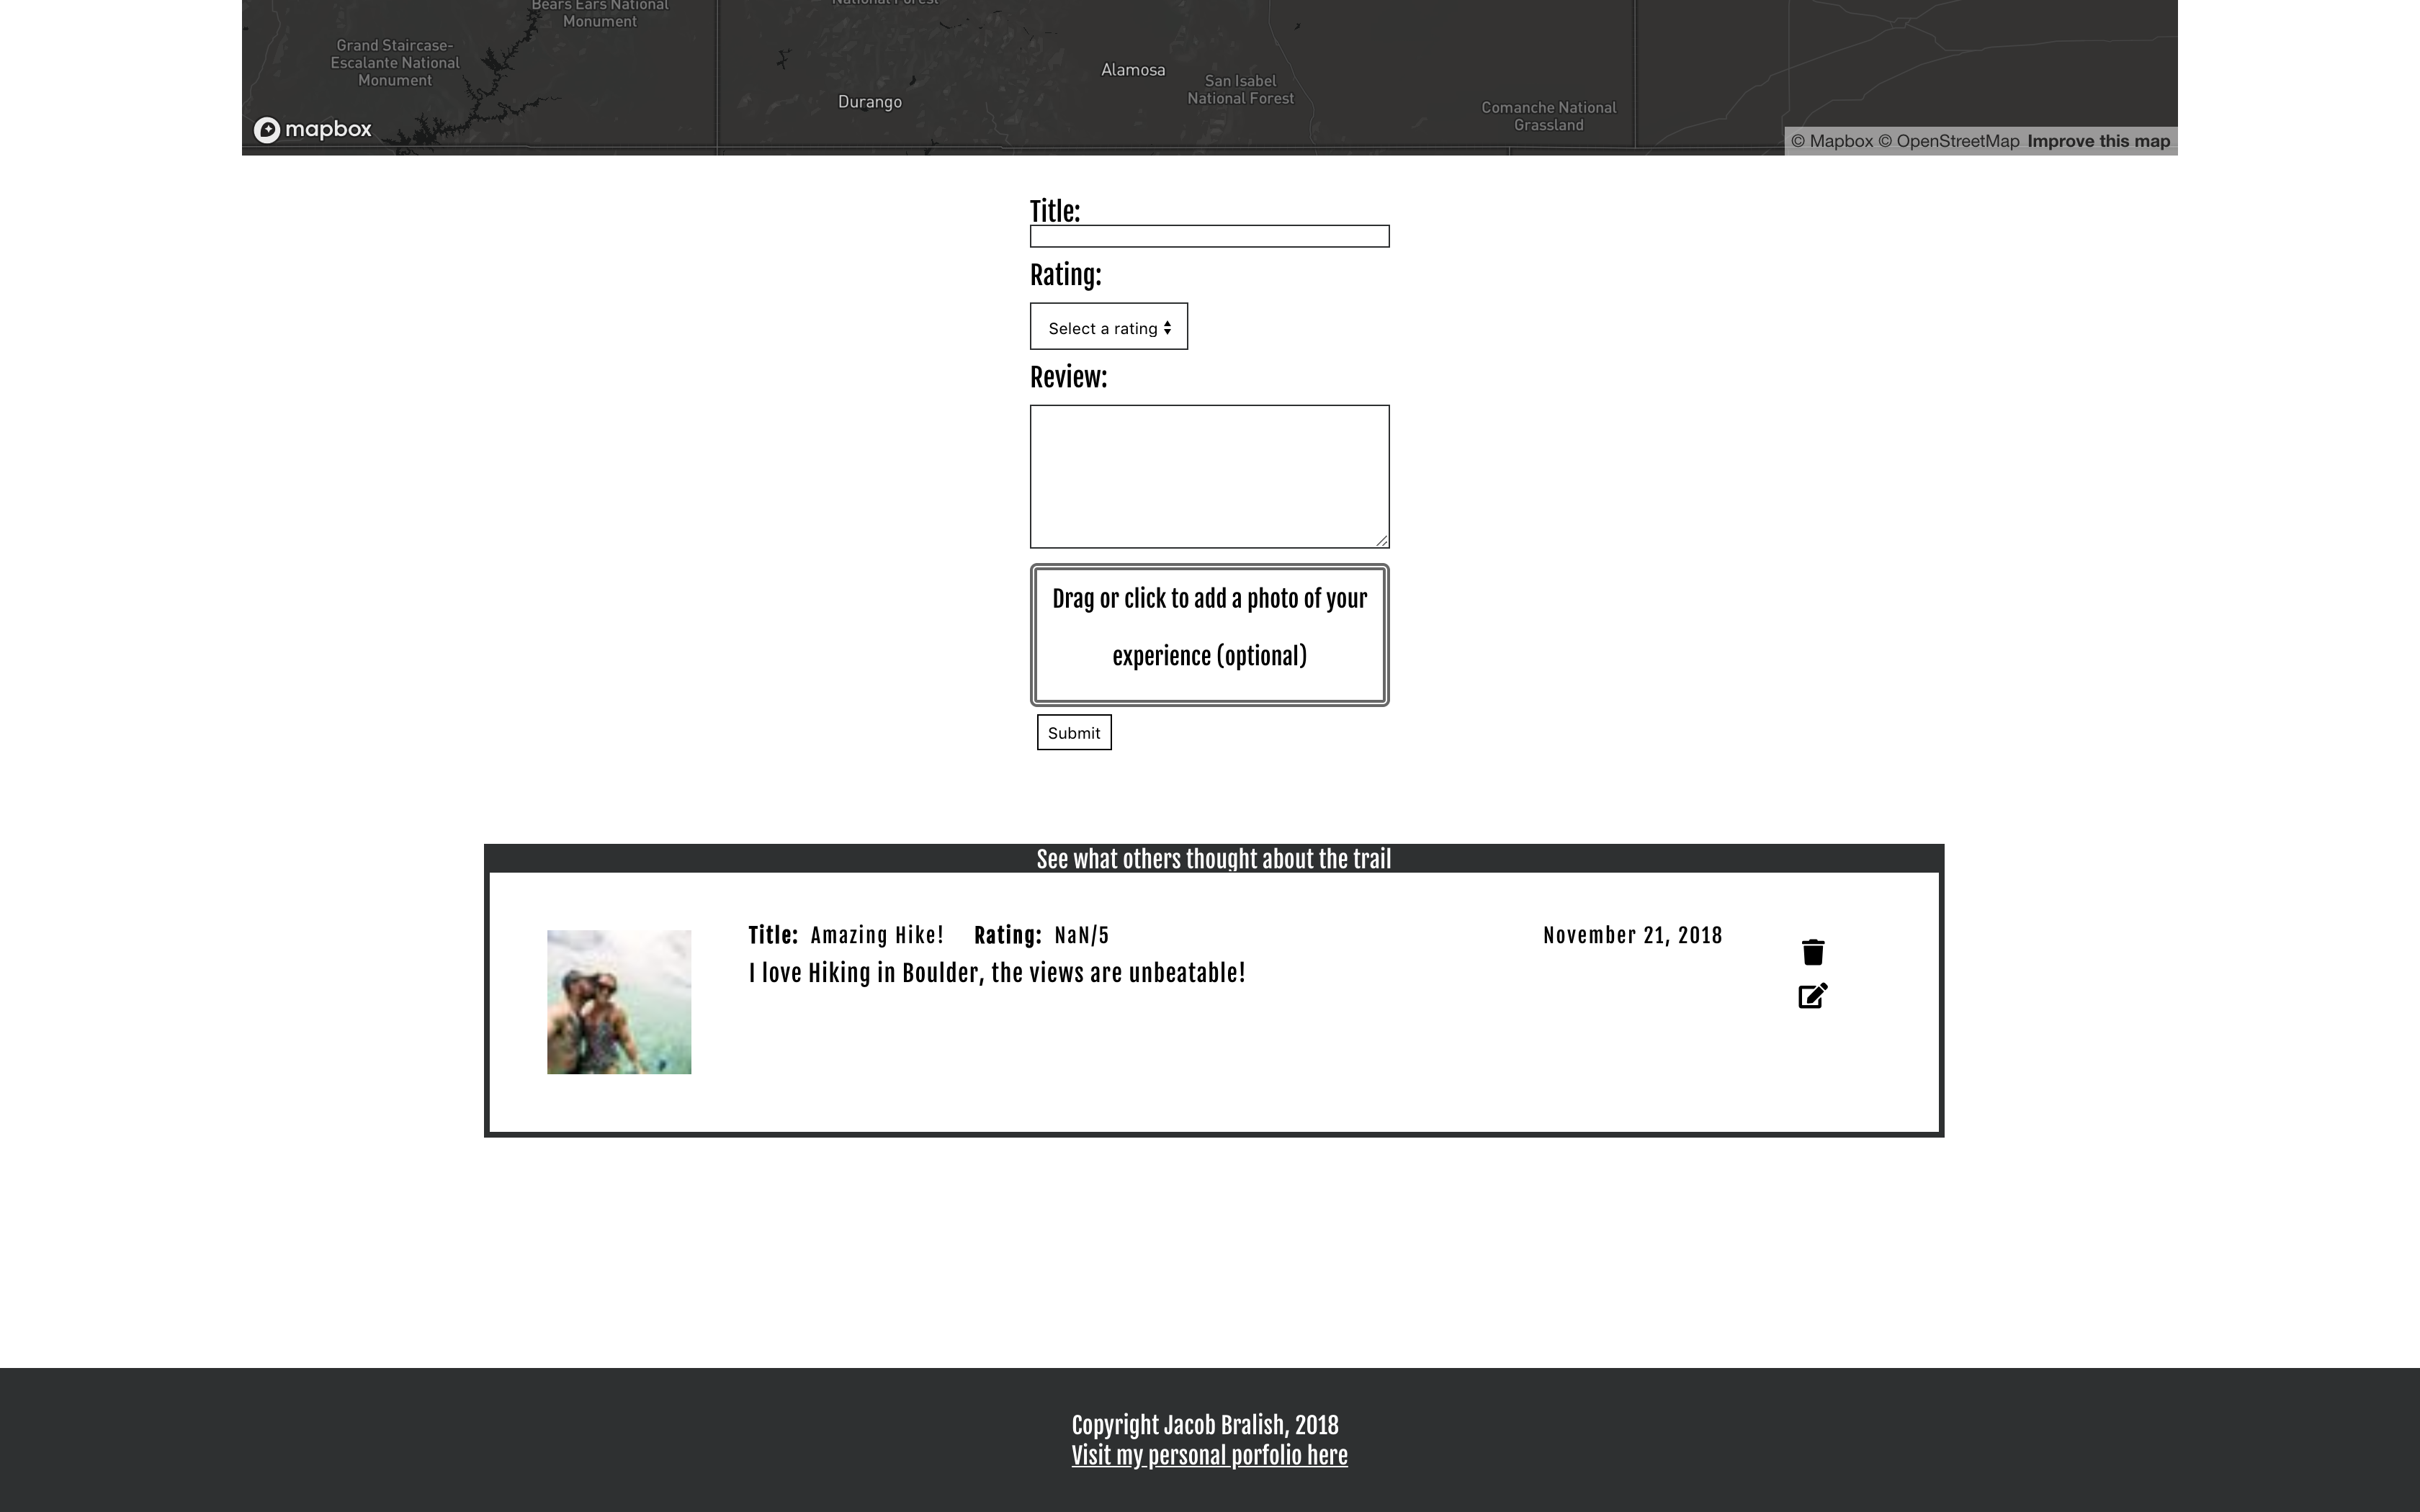 Bears Ears National
Monument
National Forest
Grand Staircase-
Escalante National
Monument
Alamosa
San Isabel
National Forest
Durango
Comanche National
Grassland
mapbox
© Mapbox © OpenStreetMap Improve this map
Title:
Rating:
Select a rating
Review:
Drag or click to add a photo of your
experience (optional)
Submit
See what others thought about the trail
Title: Amazing Hike! Rating: NaN/5 November 21, 2018
I love Hiking in Boulder, the views are unbeatable!
Copyright Jacob Bralish, 2018
Visit my personal porfolio here